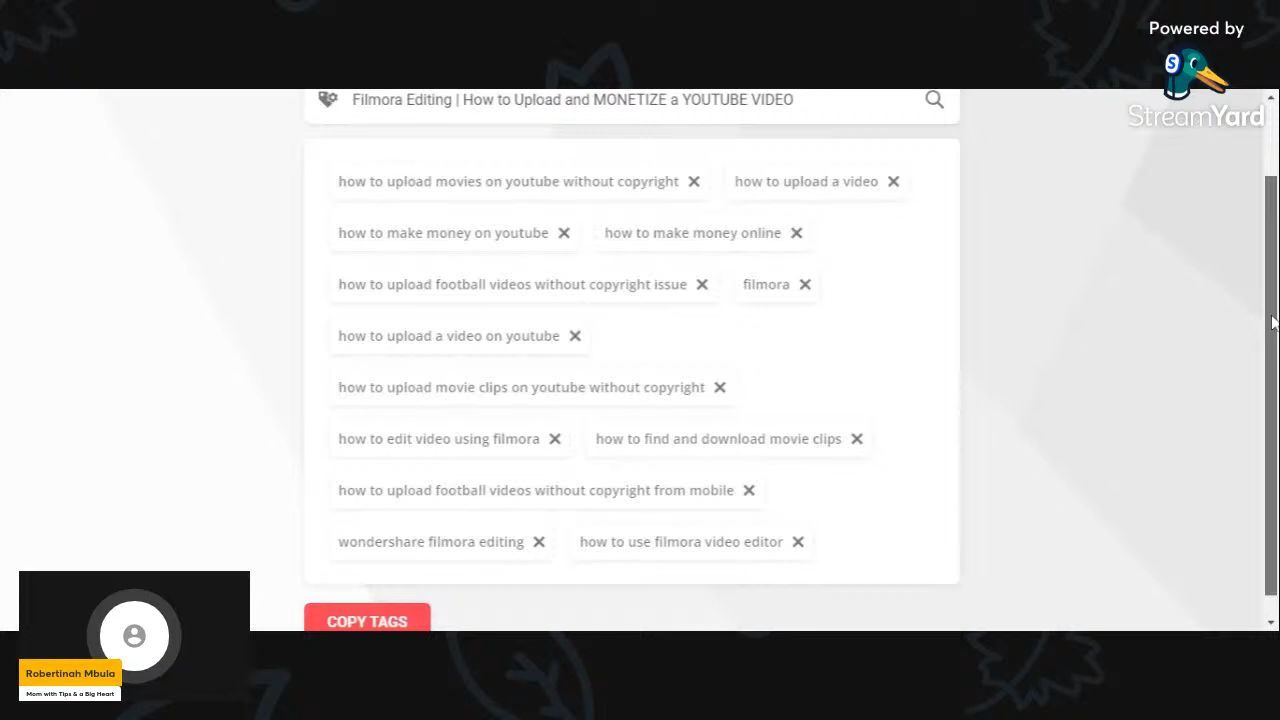 Powered by
StreamYard
Filmora Editing | How to Upload and MONETIZE a YOUTUBE VIDEO
how to upload movies on youtube without copyright ✕ how to upload a video ✕
how to make money on youtube ✕ how to make money online ✕
how to upload football videos without copyright issue ✕ filmora ✕
how to upload a video on youtube ✕
how to upload movie clips on youtube without copyright ✕
how to edit video using filmora ✕ how to find and download movie clips ✕
how to upload football videos without copyright from mobile ✕
wondershare filmora editing ✕ how to use filmora video editor ✕
COPY TAGS
Robertinah Mbula
Mom with Tips & a Big Heart